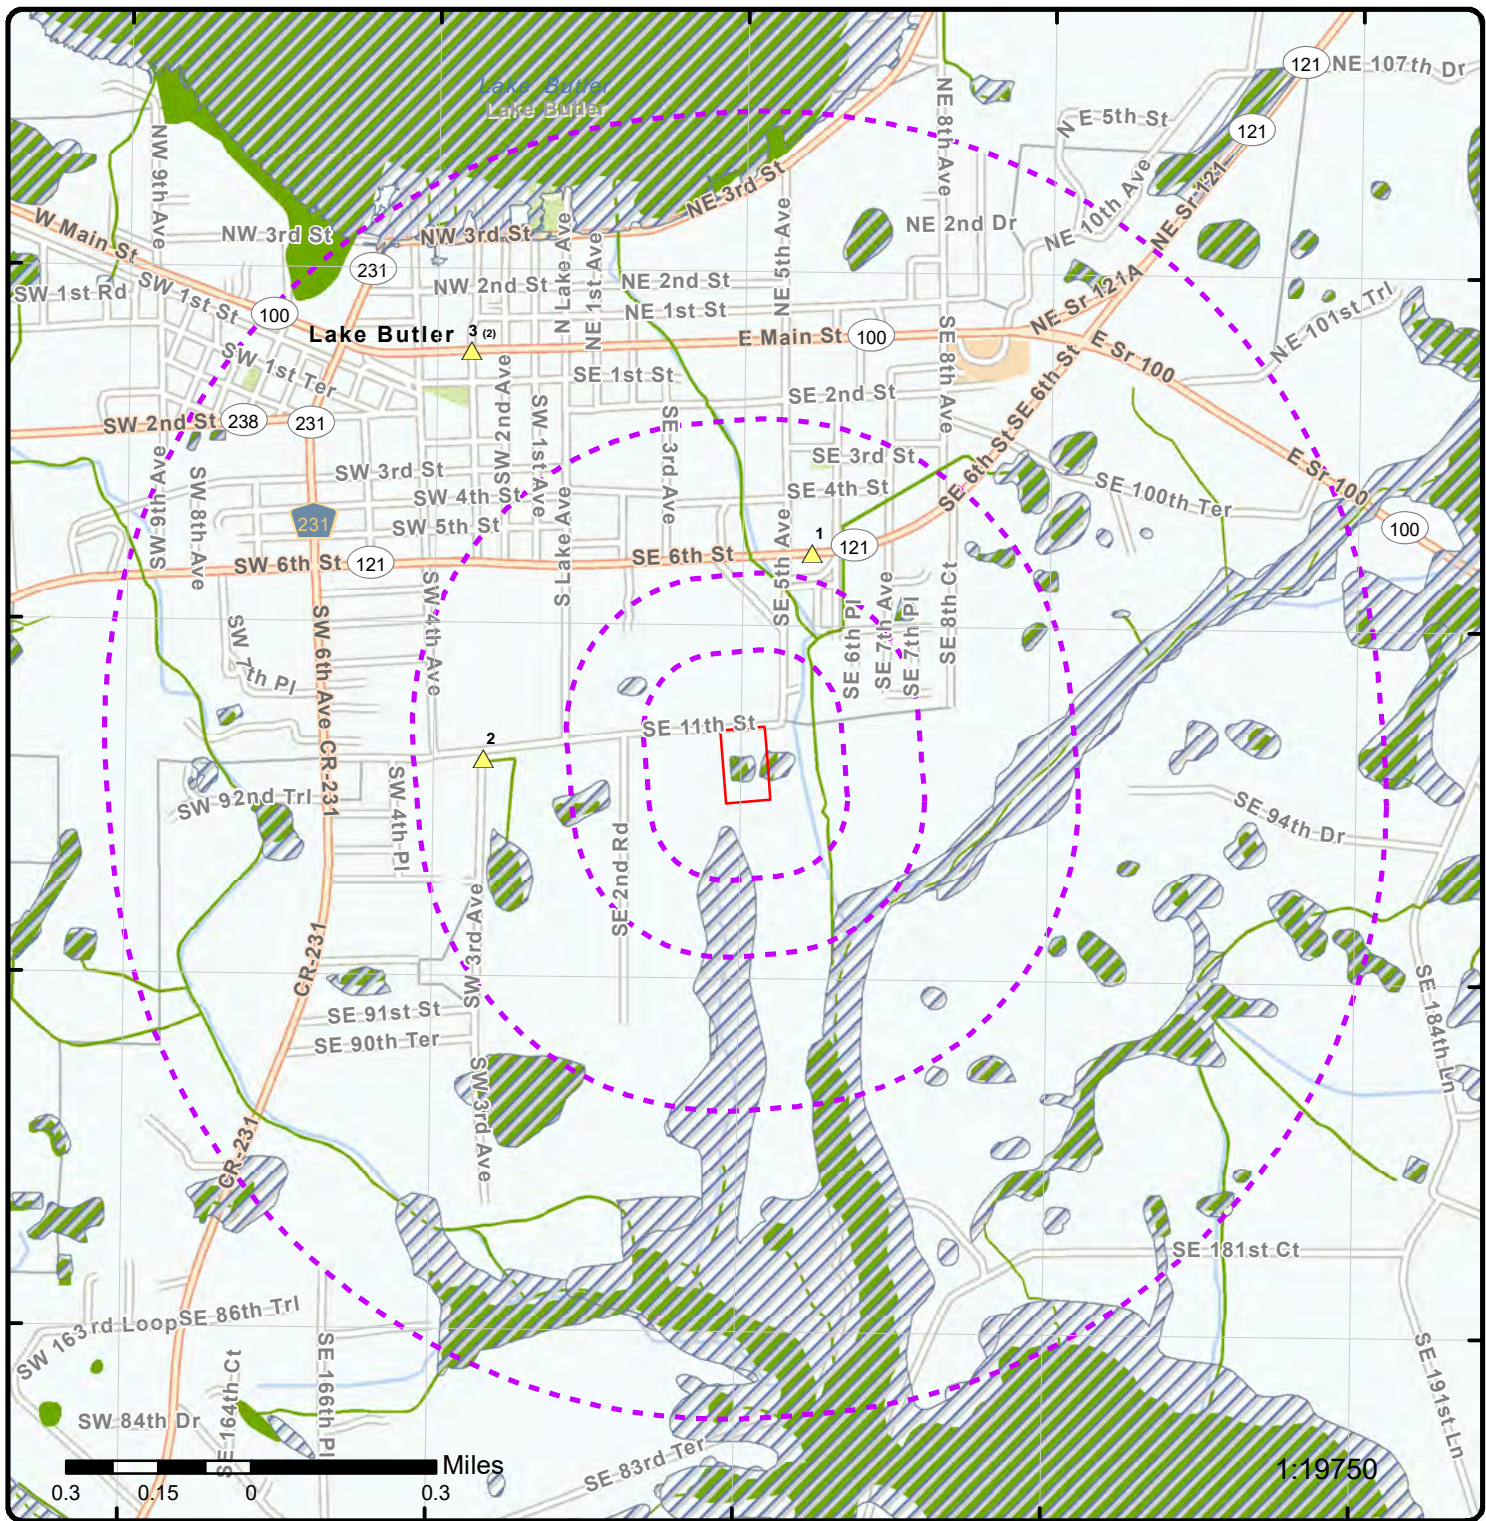 121
NE 107th Dr
Lake Butler
Lake Butler
NE 8th Ave
N E 5th St
121
NW 9th Ave
NE 3rd St
NE 5th Ave
NE 10th Ave
NE Sr 121
W Main St
NW 3rd St
NW 3rd St
N Lake Ave
NE 2nd Dr
NE 1st Ave
231
SW 1st Rd
SW 1st St
NW 2nd St
NE 2nd St
NE Sr 121A
NE 101st Trl
100
NE 1st St
Lake Butler
3 (2)
E Main St
100
SE 8th Ave
E Sr 100
SW 1st Ter
SW 2nd Ave
SE 1st St
SE 2nd St
SE 6th St
SW 2nd St
238
231
SW 1st Ave
SE 3rd Ave
SE 3rd St
SE 6th St
E Sr 100
SW 9th Ave
SW 8th Ave
SW 3rd St
SW 4th St
SE 4th St
SE 100th Ter
231
SW 5th St
S Lake Ave
SE 5th Ave
1
100
SW 6th St
121
SE 6th St
121
SW 4th Ave
SE 6th Pl
SE 7th Ave
SE 7th Pl
SE 8th Ct
SW 7th Pl
SW 6th Ave
SE 11th St
2
CR-231
SW 92nd Trl
SW 4th Pl
SE 2nd Rd
SE 94th Dr
SW 3rd Ave
CR-231
SE 91st St
SE 90th Ter
SE 184th Ln
SW 3rd Ave
CR-231
SE 181st Ct
SW 163rd Loop
SE 86th Trl
SE 164th Ct
SE 166th Pl
SE 191st Ln
SW 84th Dr
SE 83rd Ter
Miles
1:19750
0.3 0.15 0 0.3